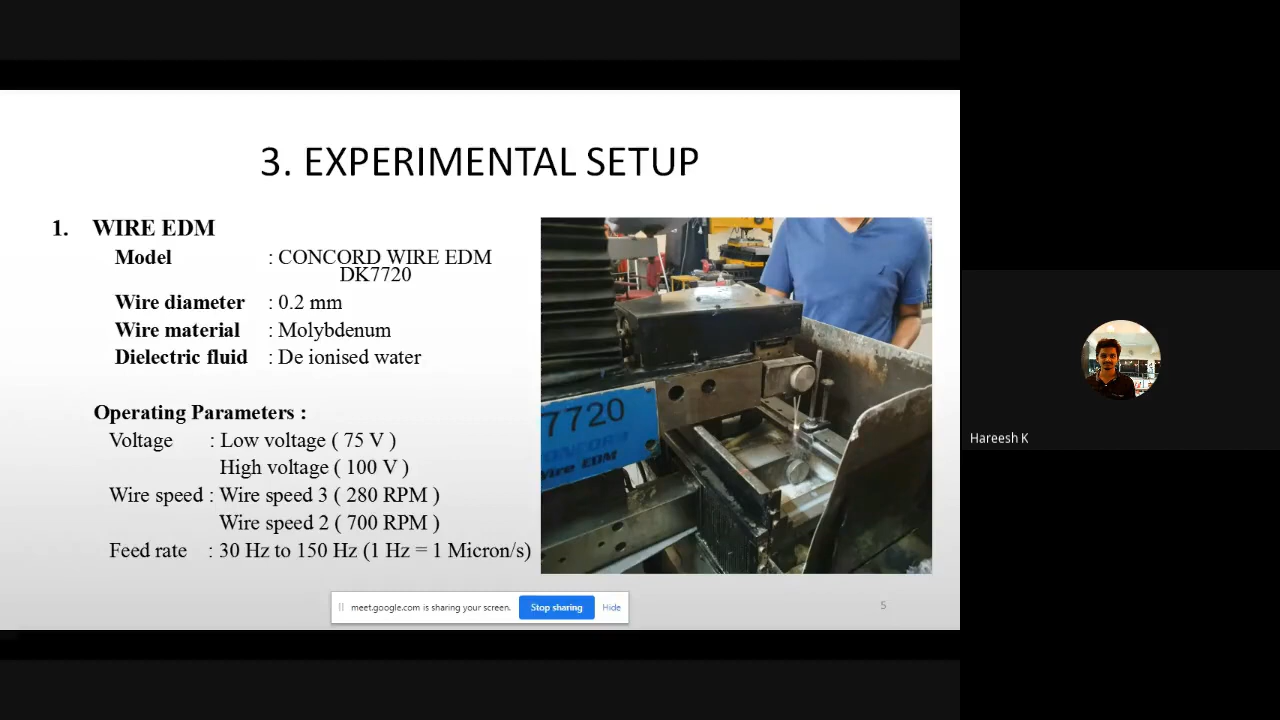 3. EXPERIMENTAL SETUP
1. WIRE EDM
Model : CONCORD WIRE EDM
DK7720
Wire diameter : 0.2 mm
Wire material : Molybdenum
Dielectric fluid : De ionised water
Operating Parameters :
Voltage : Low voltage ( 75 V )
High voltage ( 100 V )
Wire speed : Wire speed 3 ( 280 RPM )
Wire speed 2 ( 700 RPM )
Feed rate : 30 Hz to 150 Hz (1 Hz = 1 Micron/s)
7720
CONCORD
Wire EDM
meet.google.com is sharing your screen.
Stop sharing
Hide
5
Hareesh K